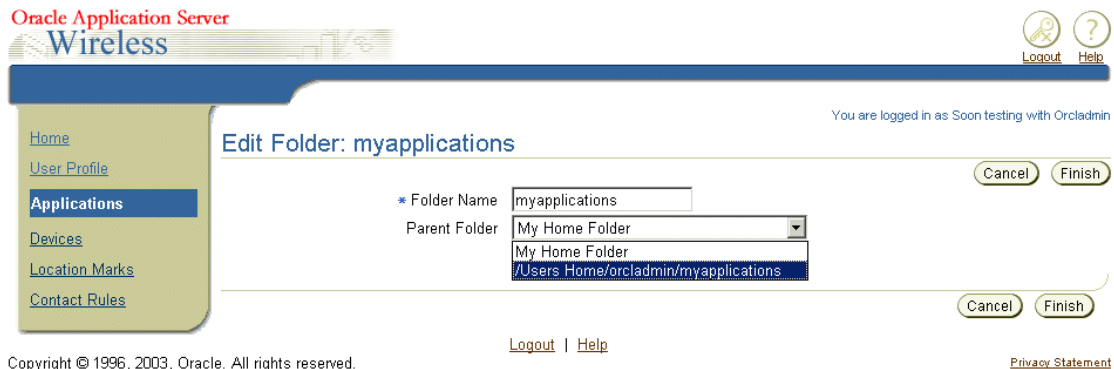 Oracle Application Server
Wireless
Logout Help
You are logged in as Soon testing with Orcladmin
Home
User Profile
Applications
Devices
Location Marks
Contact Rules
Edit Folder: myapplications
Cancel Finish
* Folder Name myapplications
Parent Folder My Home Folder
My Home Folder
/Users Home/orcladmin/myapplications
Cancel Finish
Logout | Help
Copyright © 1996, 2003, Oracle. All rights reserved.
Privacy Statement